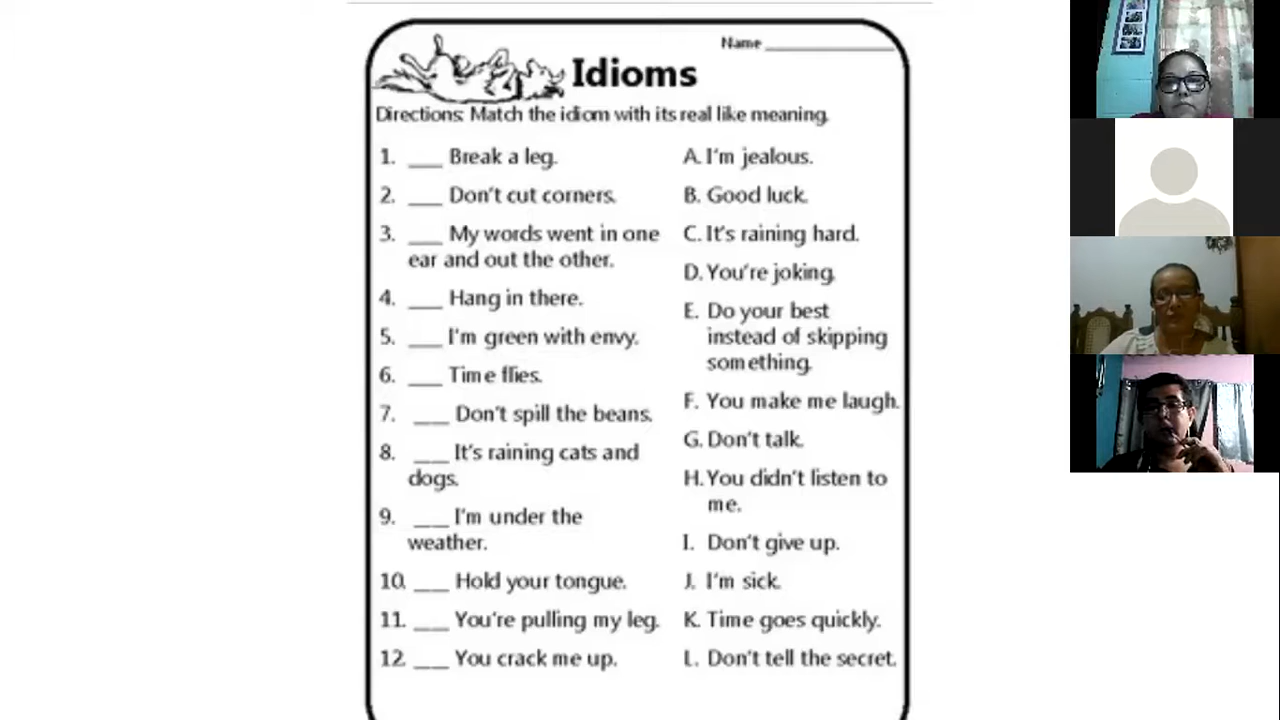 Name ____________
Idioms
Directions: Match the idiom with its real like meaning.
1. ___ Break a leg.
2. ___ Don't cut corners.
3. ___ My words went in one
ear and out the other.
4. ___ Hang in there.
5. ___ I'm green with envy.
6. ___ Time flies.
7. ___ Don't spill the beans.
8. ___ It's raining cats and
dogs.
9. ___ I'm under the
weather.
10. ___ Hold your tongue.
11. ___ You're pulling my leg.
12. ___ You crack me up.
A. I'm jealous.
B. Good luck.
C. It's raining hard.
D. You're joking.
E. Do your best
instead of skipping
something.
F. You make me laugh.
G. Don't talk.
H. You didn't listen to
me.
I. Don't give up.
J. I'm sick.
K. Time goes quickly.
L. Don't tell the secret.